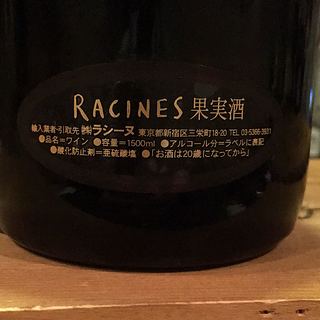 RACINES 果実酒
輸入業者・引取先 ㈱ラシーヌ 東京都新宿区三栄町18-20 TEL 03-5366-3931
●品名=ワイン ●容量=1500ml ●アルコール分=ラベルに表記
●酸化防止剤=亜硫酸塩 ●「お酒は20歳になってから」